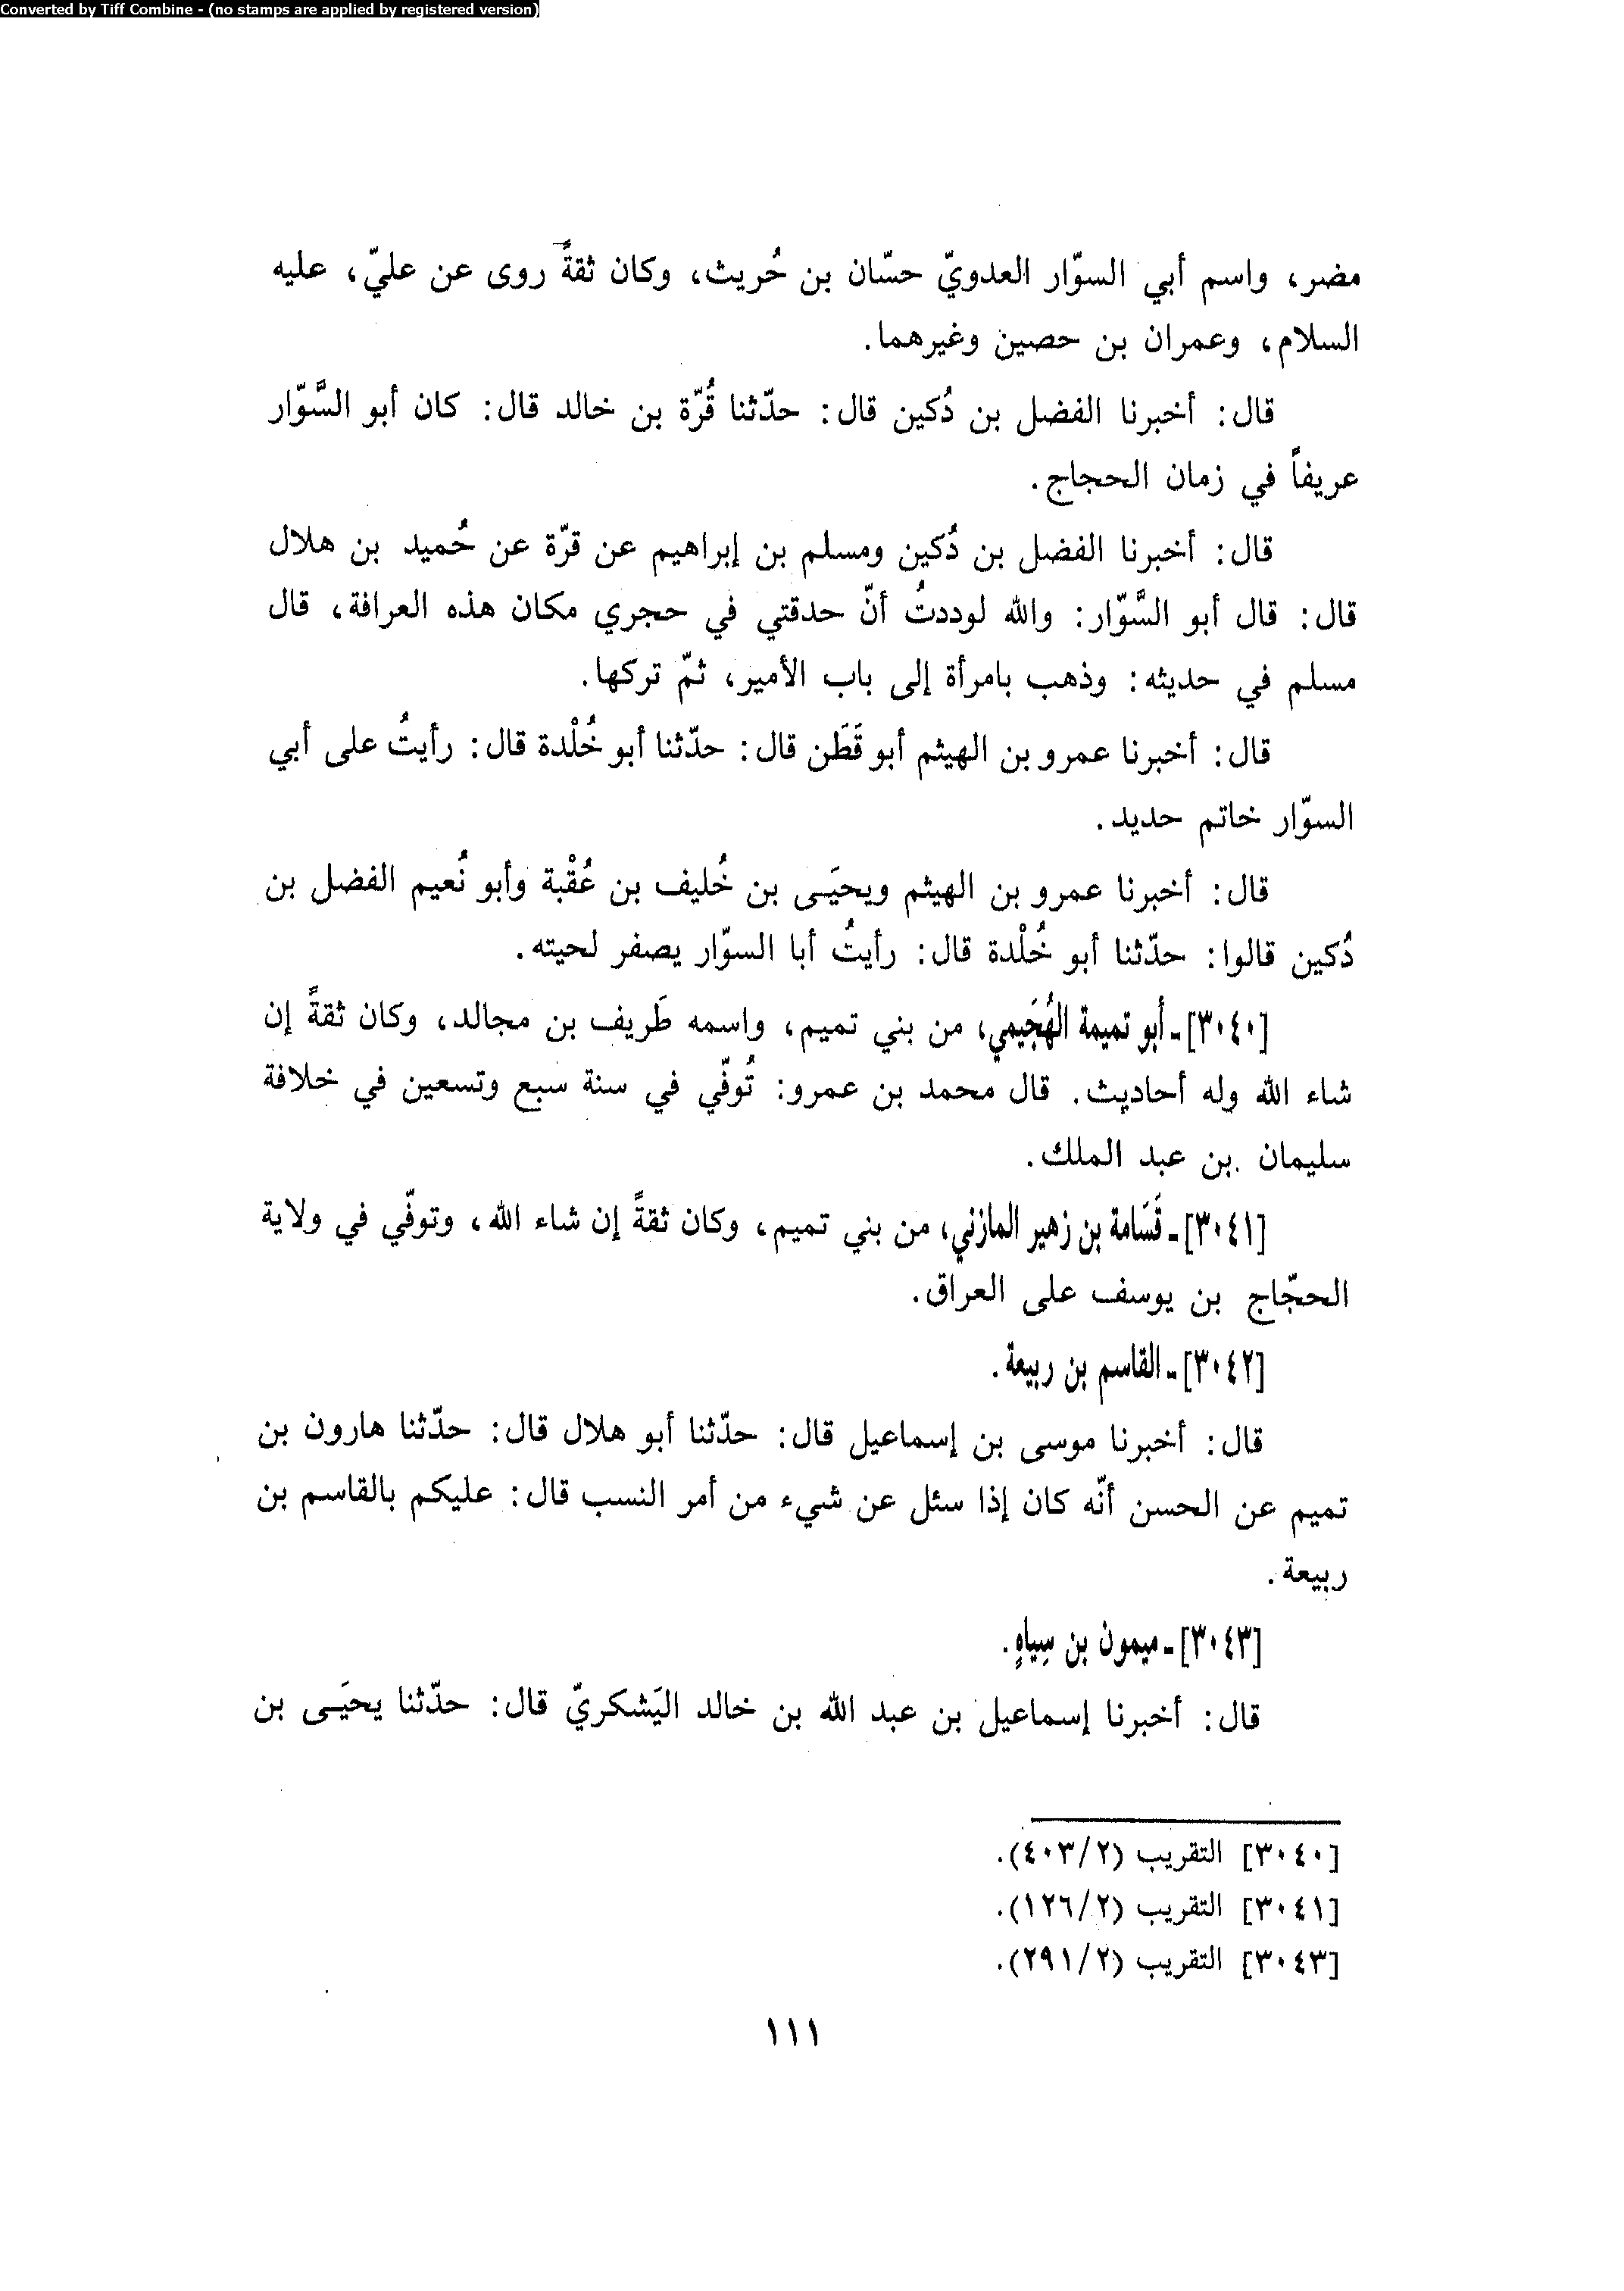 Converted by Tiff Combine - (no stamps are applied by registered version)
مضر، واسم أبي السوّار العدويّ حسّان بن حُريث، وكان ثقةً روى عن عليّ، عليه
السلام، وعمران بن حصين وغيرهما.
قال: أخبرنا الفضل بن دُكين قال: حدّثنا قُرّة بن خالد قال: كان أبو السَّوّار
عريفاً في زمان الحجاج.
قال: أخبرنا الفضل بن دُكين ومسلم بن إبراهيم عن قرّة عن حُميد بن هلال
قال: قال أبو السَّوّار: والله لوددتُ أنّ حدقتي في حجري مكان هذه العرافة، قال
مسلم في حديثه: وذهب بامرأة إلى باب الأمير، ثمّ تركها.
قال: أخبرنا عمرو بن الهيثم أبو قَطَن قال: حدّثنا أبو خُلْدة قال: رأيتُ على أبي
السوّار خاتم حديد.
قال: أخبرنا عمرو بن الهيثم ويحيَى بن خُليف بن عُقْبة وأبو نُعيم الفضل بن
دُكين قالوا: حدّثنا أبو خُلْدة قال: رأيتُ أبا السوّار يصفر لحيته.
[٣٠٤٠] - أبو تميمة الهُجَيمي، من بني تميم، واسمه طَريف بن مجالد، وكان ثقةً إن
شاء الله وله أحاديث. قال محمد بن عمرو: تُوفّي في سنة سبع وتسعين في خلافة
سليمان بن عبد الملك.
[٣٠٤١] - قَسَامة بن زهير المازني، من بني تميم، وكان ثقةً إن شاء الله، وتوفّي في ولاية
الحجّاج بن يوسف على العراق.
[٣٠٤٢] - القاسم بن ربيعة.
قال: أخبرنا موسى بن إسماعيل قال: حدّثنا أبو هلال قال: حدّثنا هارون بن
تميم عن الحسن أنّه كان إذا سئل عن شيء من أمر النسب قال: عليكم بالقاسم بن
ربيعة.
[٣٠٤٣] - ميمون بن سِياهٍ.
قال: أخبرنا إسماعيل بن عبد الله بن خالد اليَشكريّ قال: حدّثنا يحيَى بن
[٣٠٤٠] التقريب (٤٠٣/٢).
[٣٠٤١] التقريب (١٢٦/٢).
[٣٠٤٣] التقريب (٢٩١/٢).
١١١